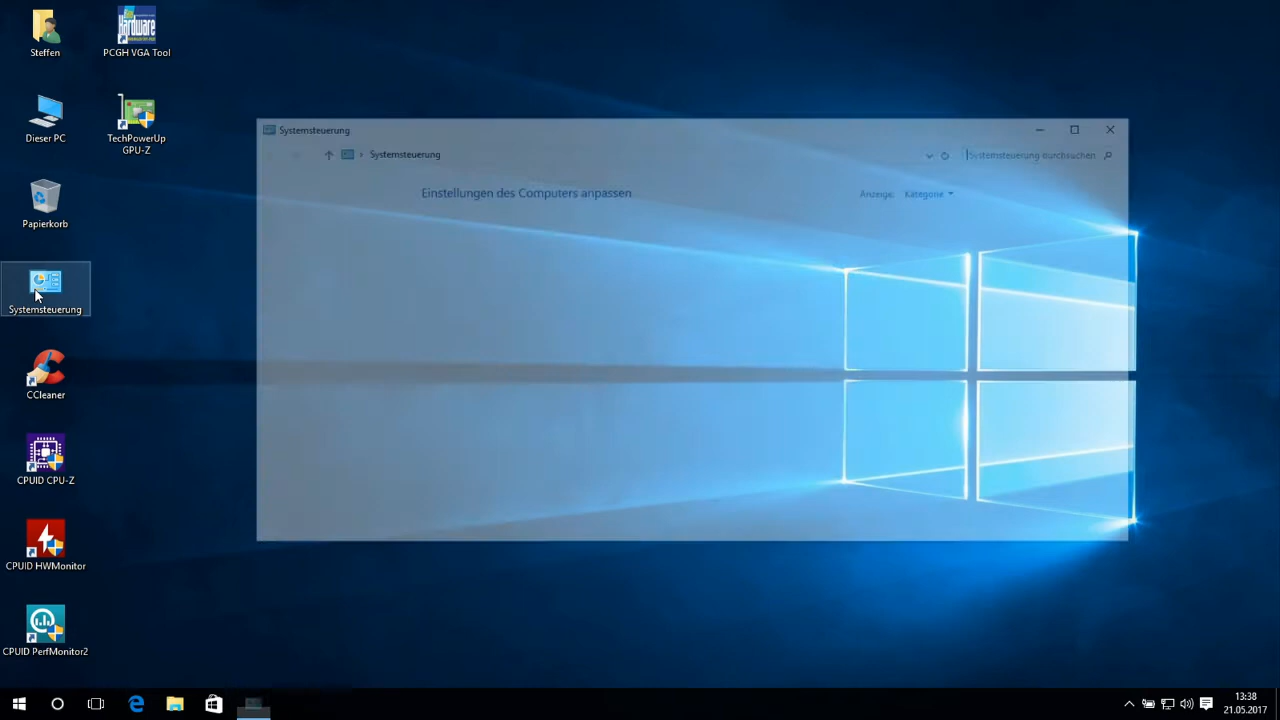 Steffen
PCGH VGA Tool
Dieser PC
TechPowerUp
GPU-Z
Papierkorb
Systemsteuerung
CCleaner
CPUID CPU-Z
CPUID HWMonitor
CPUID PerfMonitor2
Systemsteuerung
Systemsteuerung
Systemsteuerung durchsuchen
Einstellungen des Computers anpassen
Anzeige: Kategorie
13:38
21.05.2017